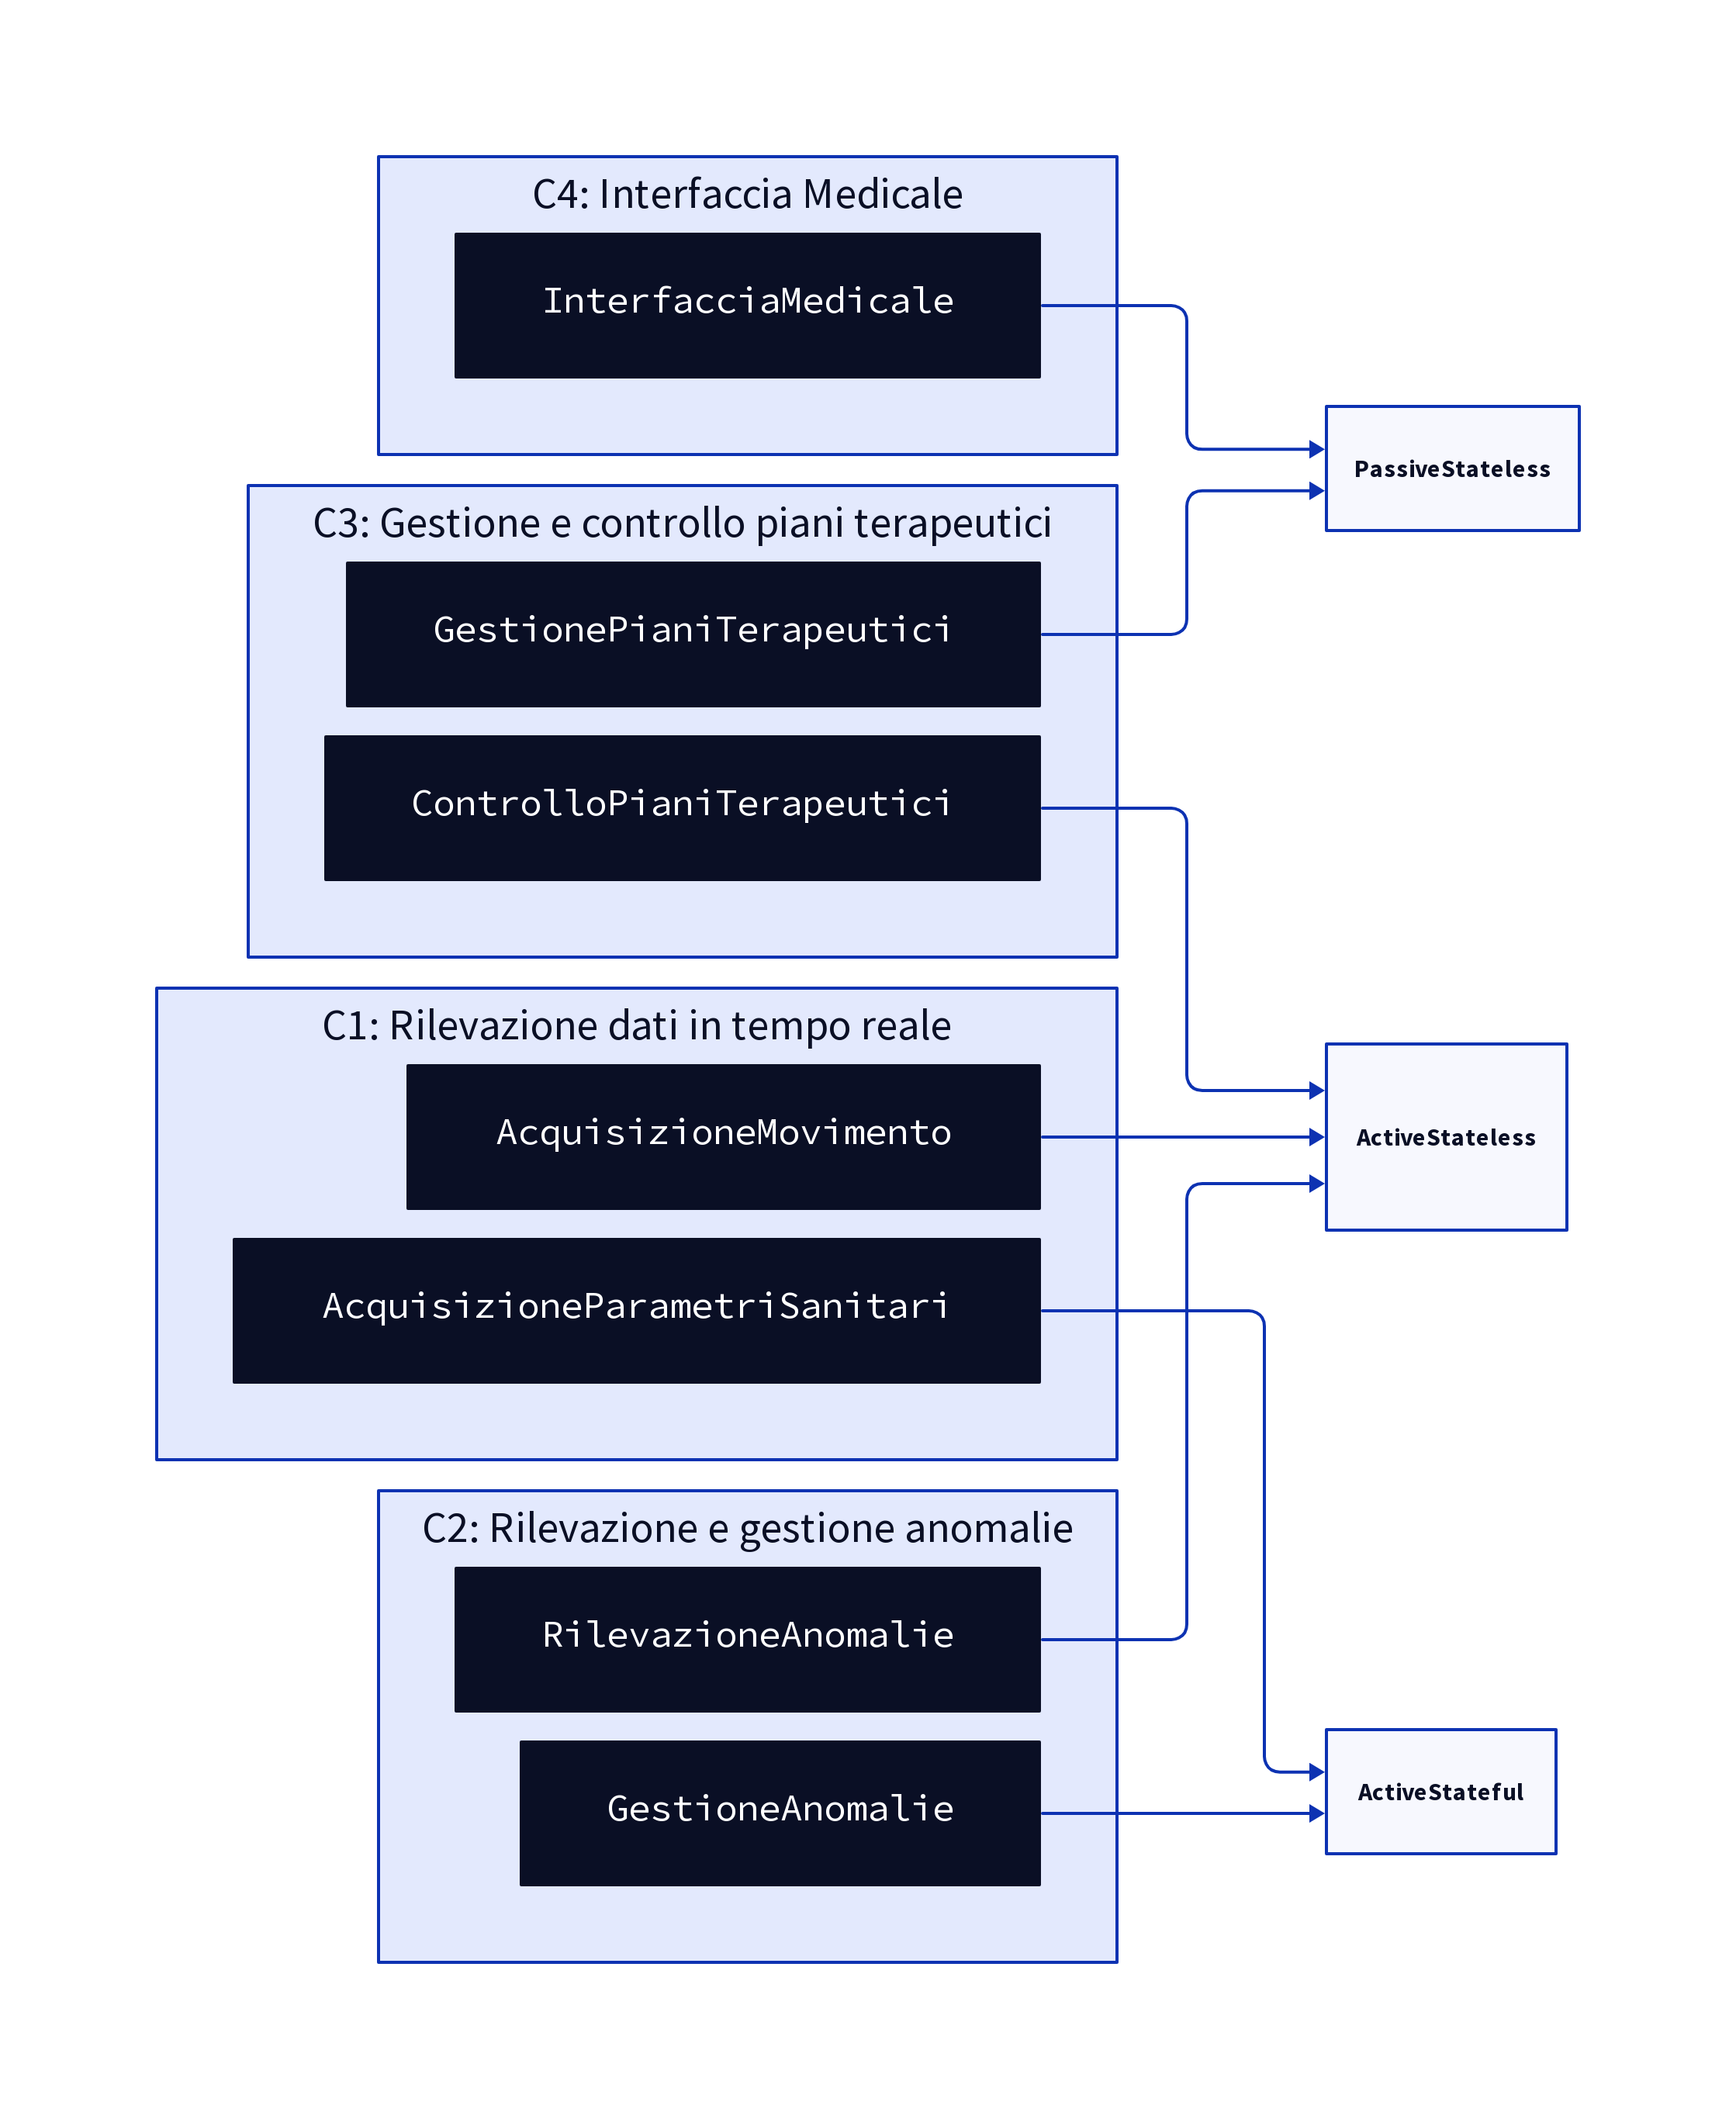 C4: Interfaccia Medicale
InterfacciaMedicale
PassiveStateless
C3: Gestione e controllo piani terapeutici
GestionePianiTerapeutici
ControlloPianiTerapeutici
C1: Rilevazione dati in tempo reale
AcquisizioneMovimento
ActiveStateless
AcquisizioneParametriSanitari
C2: Rilevazione e gestione anomalie
RilevazioneAnomalie
ActiveStateful
GestioneAnomalie